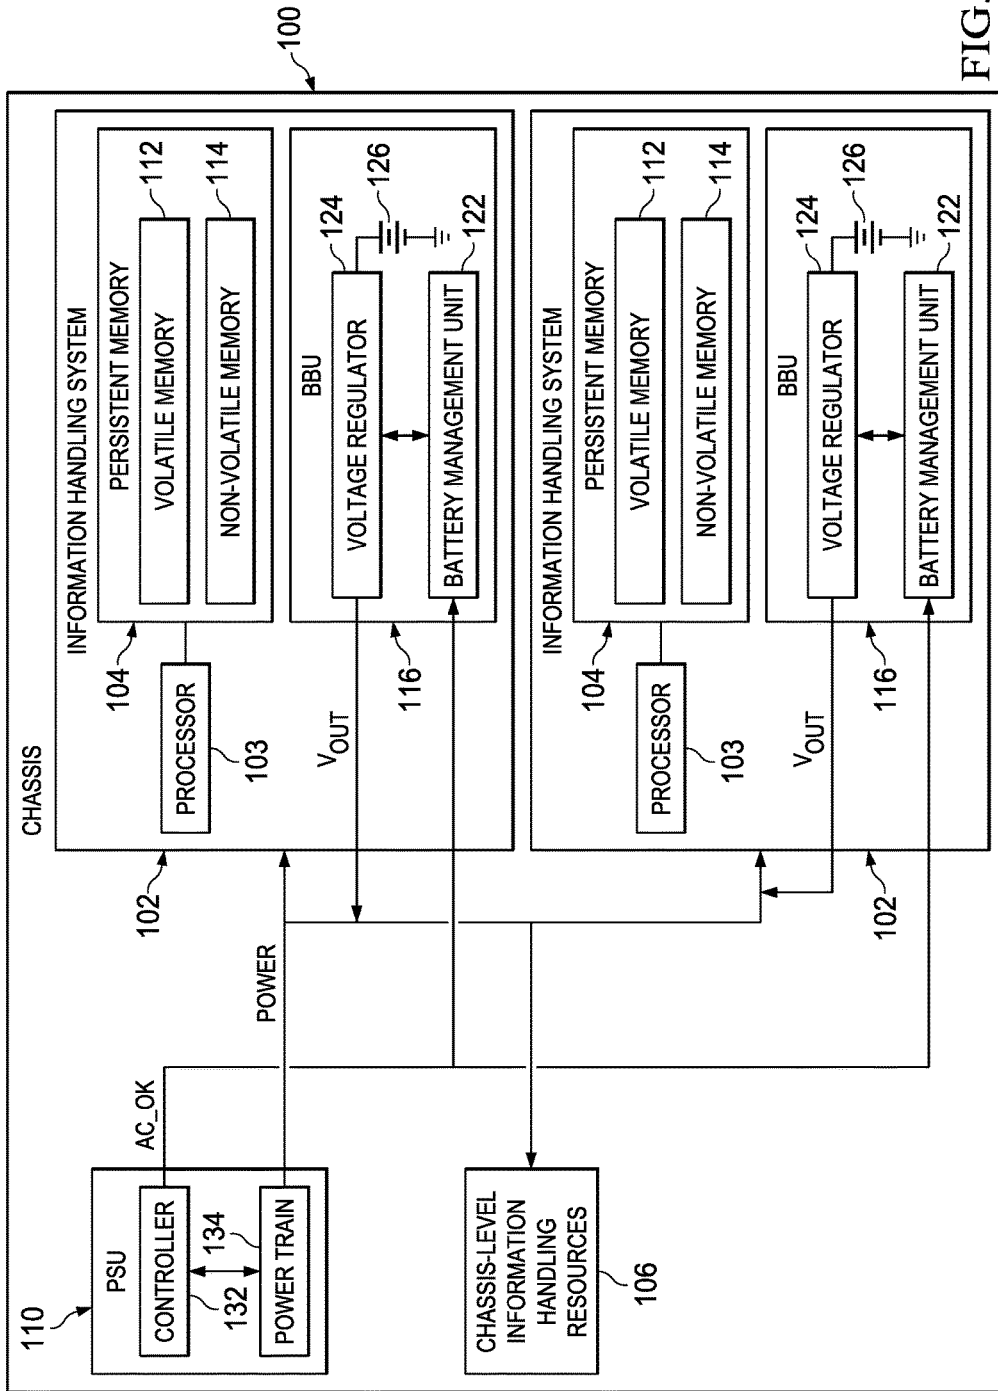 CHASSIS
100
110
PSU
CONTROLLER
132
134
POWER TRAIN
AC_OK
POWER
CHASSIS-LEVEL
INFORMATION
HANDLING
RESOURCES
106
102
INFORMATION HANDLING SYSTEM
PROCESSOR
103
104
PERSISTENT MEMORY
VOLATILE MEMORY
112
NON-VOLATILE MEMORY
114
VOUT
116
BBU
VOLTAGE REGULATOR
124
126
BATTERY MANAGEMENT UNIT
122
102
INFORMATION HANDLING SYSTEM
PROCESSOR
103
104
PERSISTENT MEMORY
VOLATILE MEMORY
112
NON-VOLATILE MEMORY
114
VOUT
116
BBU
VOLTAGE REGULATOR
124
126
BATTERY MANAGEMENT UNIT
122
FIG.